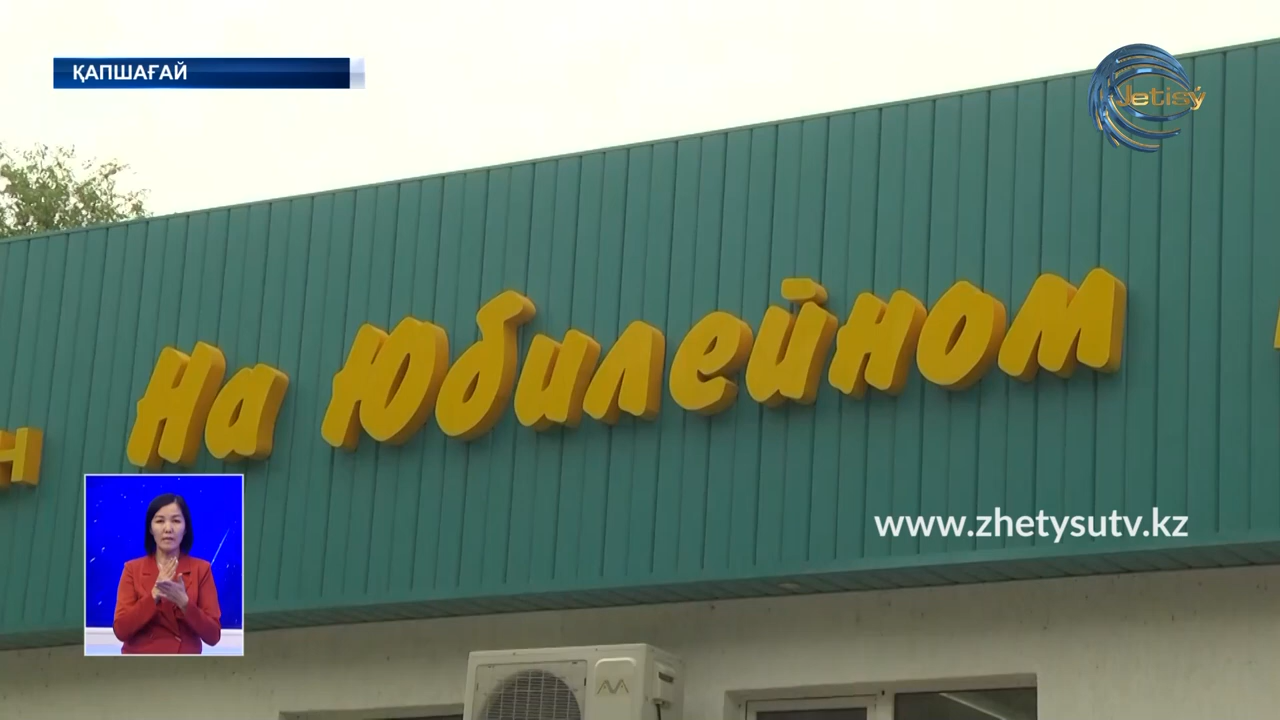 ҚАПШАҒАЙ
Jetisý
На Юбилейном
н
www.zhetysutv.kz